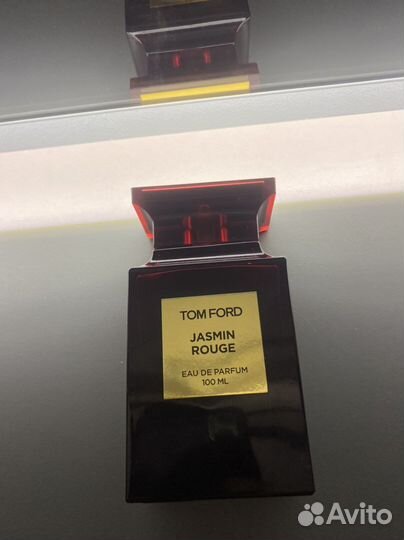 TOM FORD
JASMIN
ROUGE
EAU DE PARFUM
100 ML
Avito